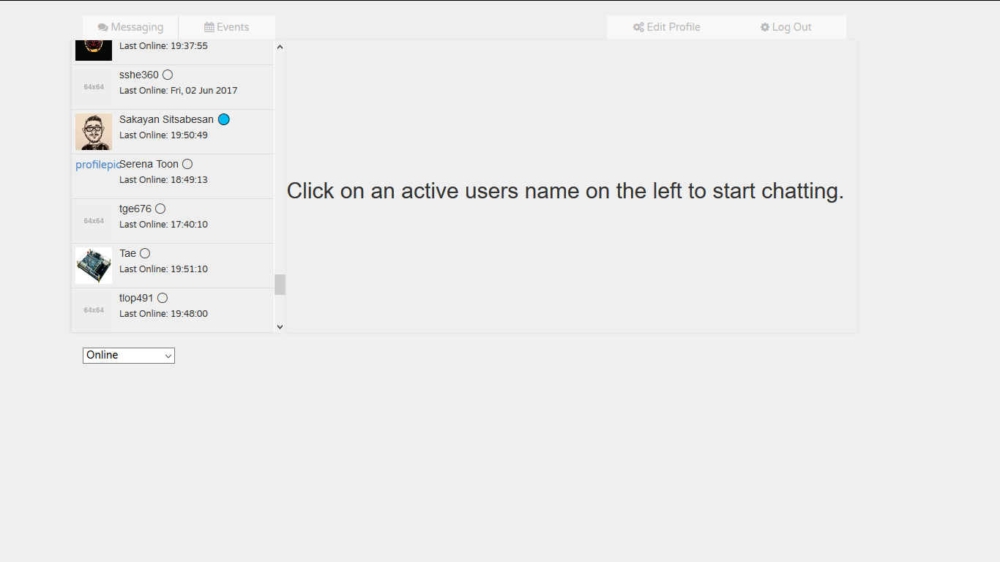 Messaging
Events
Edit Profile
Log Out
Last Online: 19:37:55
sshe360
64x64
Last Online: Fri, 02 Jun 2017
Sakayan Sitsabesan
Last Online: 19:50:49
profilepic
Serena Toon
Last Online: 18:49:13
tge676
64x64
Last Online: 17:40:10
Tae
Last Online: 19:51:10
tlop491
64x64
Last Online: 19:48:00
Click on an active users name on the left to start chatting.
Online